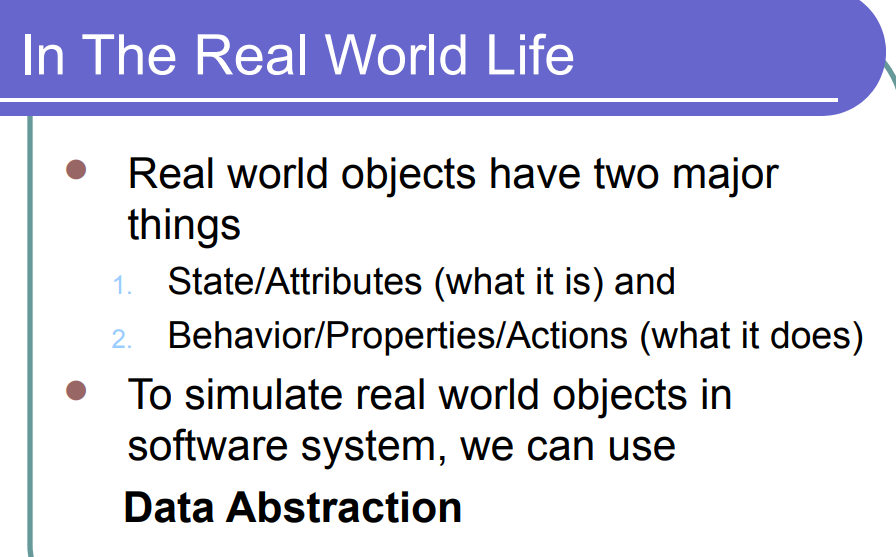 In The Real World Life
Real world objects have two major
things
1. State/Attributes (what it is) and
2. Behavior/Properties/Actions (what it does)
To simulate real world objects in
software system, we can use
Data Abstraction